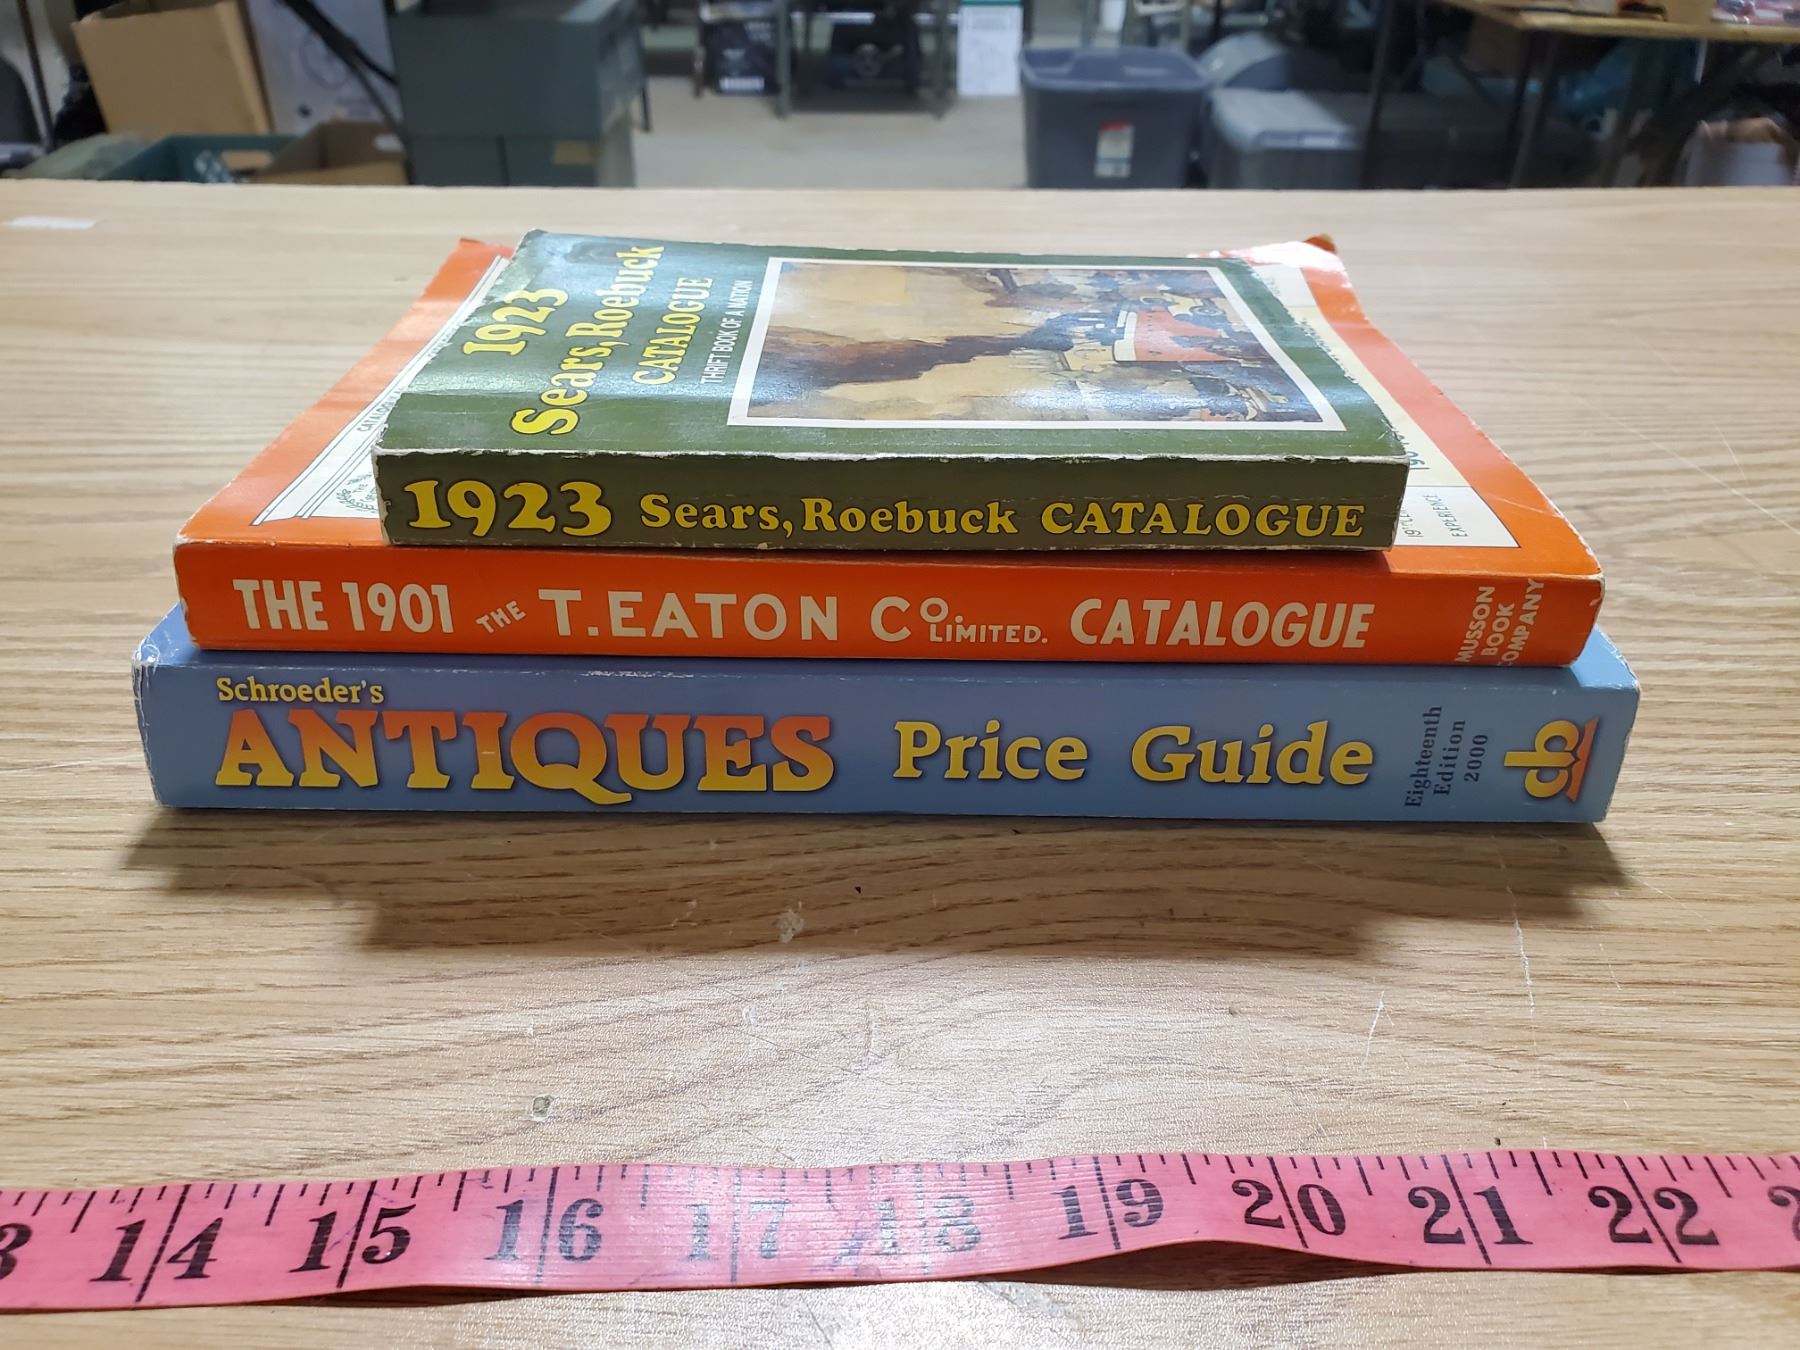 1923
Sears, Roebuck
CATALOGUE
THRIFT BOOK OF A NATION
1923 Sears, Roebuck CATALOGUE
EXPERIENCE
THE 1901 THE T. EATON CO. LIMITED. CATALOGUE
MUSSON
BOOK
COMPANY
Schroeder's
ANTIQUES Price Guide
Eighteenth
Edition
2000
cb
14 15 16 17 18 19 20 21 22